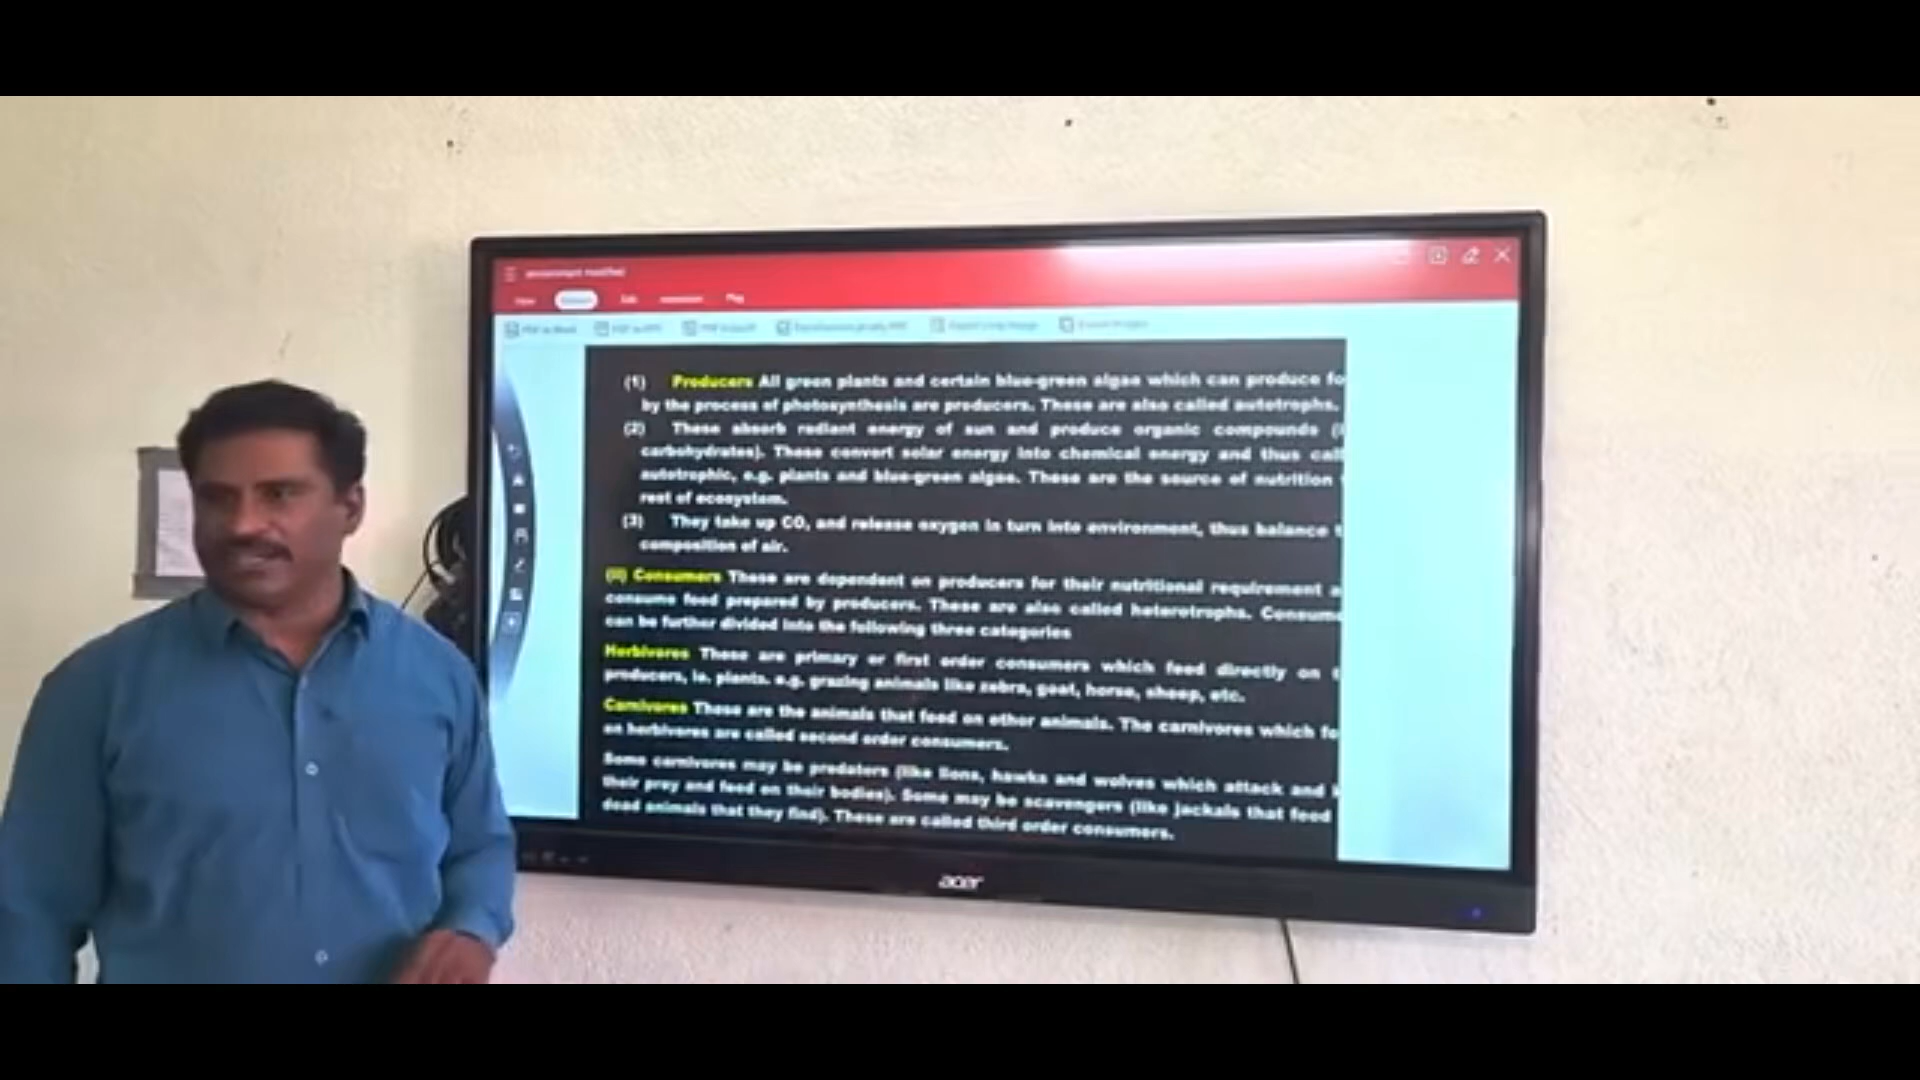 Edit
Play
PDF to Word
(1) Producers All green plants and certain blue-green algae which can produce fo
by the process of photosynthesis are producers. These are also called autotrophs.
(2) These absorb radiant energy of sun and produce organic compounds (
carbohydrates). These convert solar energy into chemical energy and thus call
autotrophic, e.g. plants and blue-green algae. These are the source of nutrition
rest of ecosystem.
(3) They take up CO, and release oxygen in turn into environment, thus balance t
composition of air.
(ii) Consumers These are dependent on producers for their nutritional requirement a
consume food prepared by producers. These are also called heterotrophs. Consume
can be further divided into the following three categories
Herbivores These are primary or first order consumers which feed directly on t
producers, ie. plants. e.g. grazing animals like zebra, goat, horse, sheep, etc.
Carnivores These are the animals that feed on other animals. The carnivores which fe
on herbivores are called second order consumers.
Some carnivores may be predators (like lions, hawks and wolves which attack and k
their prey and feed on their bodies). Some may be scavengers (like jackals that feed
dead animals that they find). These are called third order consumers.
acer